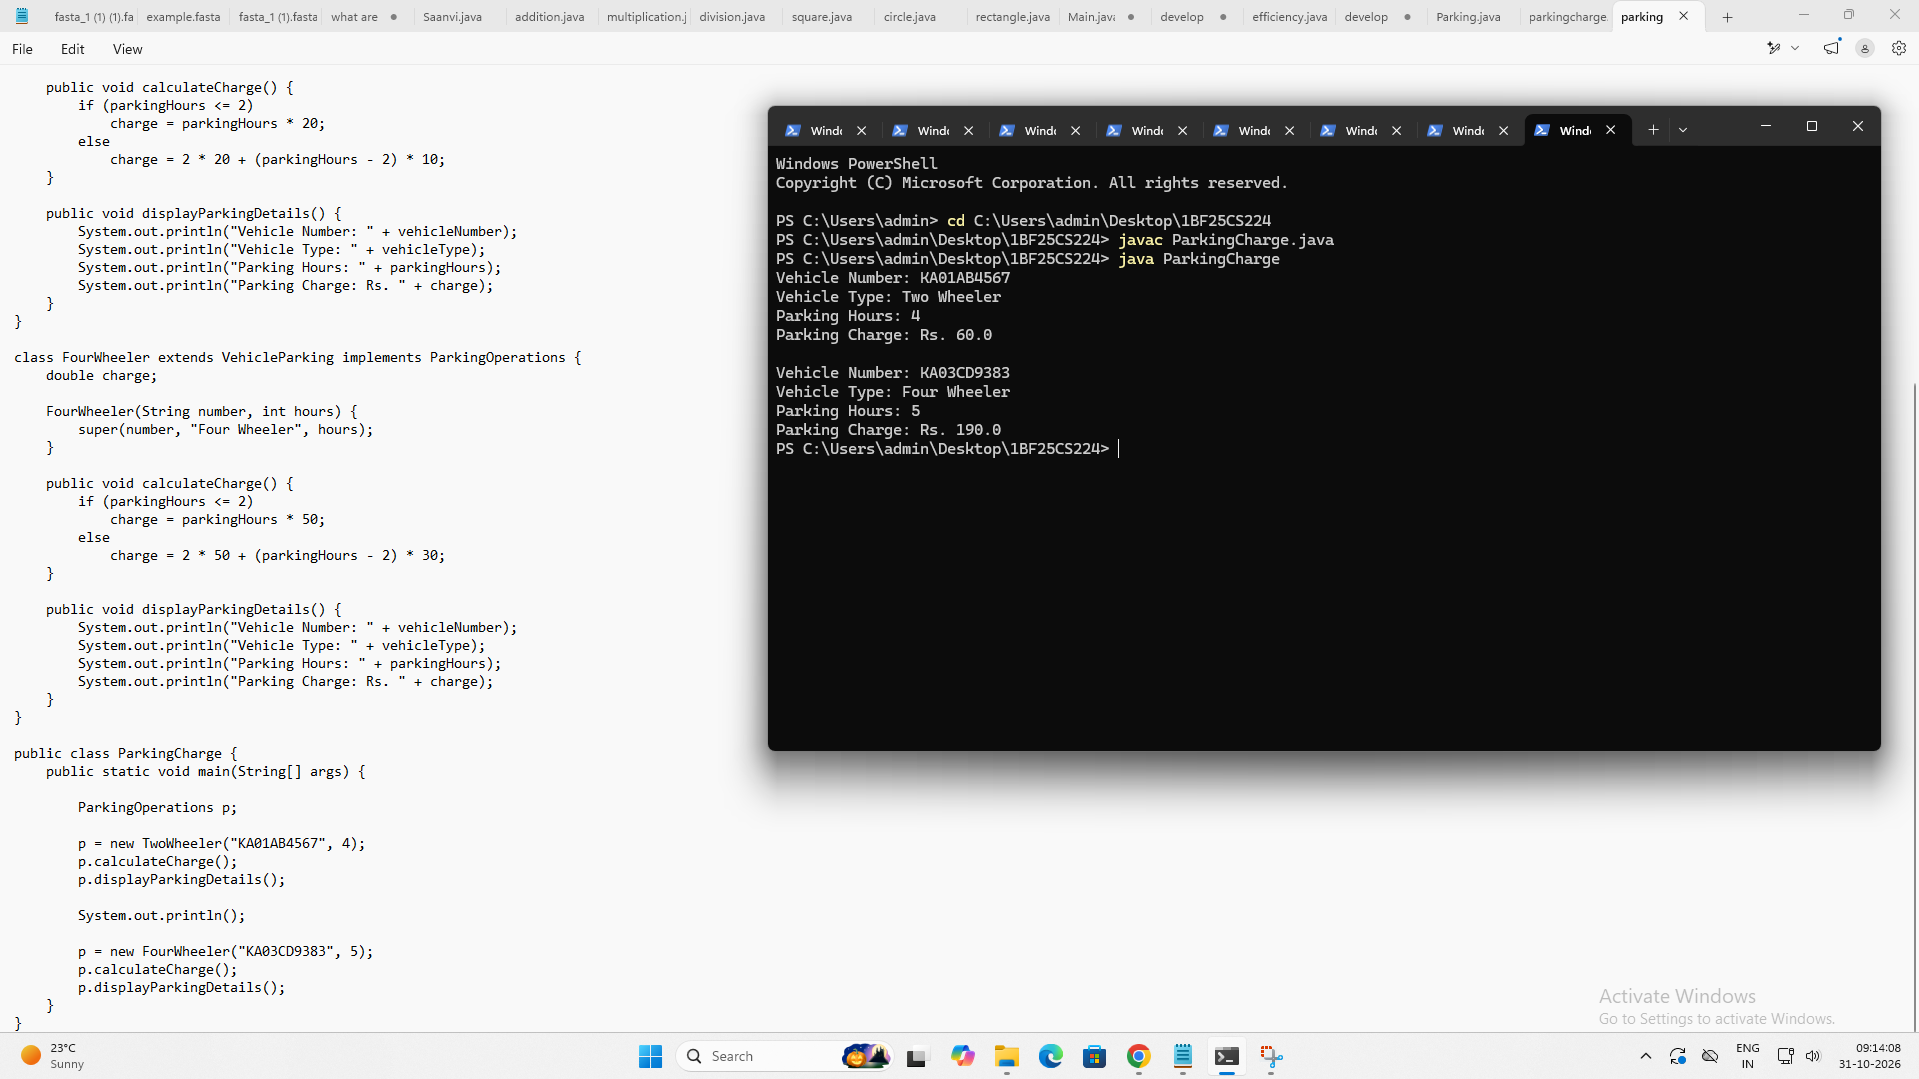 fasta_1 (1) (1).fa example.fasta fasta_1 (1).fasta what are Saanvi.java addition.java multiplication.j division.java square.java circle.java rectangle.java Main.java develop efficiency.java develop Parking.java parkingcharge. parking
File Edit View
public void calculateCharge() {
if (parkingHours <= 2)
charge = parkingHours * 20;
else
charge = 2 * 20 + (parkingHours - 2) * 10;
}
public void displayParkingDetails() {
System.out.println("Vehicle Number: " + vehicleNumber);
System.out.println("Vehicle Type: " + vehicleType);
System.out.println("Parking Hours: " + parkingHours);
System.out.println("Parking Charge: Rs. " + charge);
}
}
class FourWheeler extends VehicleParking implements ParkingOperations {
double charge;
FourWheeler(String number, int hours) {
super(number, "Four Wheeler", hours);
}
public void calculateCharge() {
if (parkingHours <= 2)
charge = parkingHours * 50;
else
charge = 2 * 50 + (parkingHours - 2) * 30;
}
public void displayParkingDetails() {
System.out.println("Vehicle Number: " + vehicleNumber);
System.out.println("Vehicle Type: " + vehicleType);
System.out.println("Parking Hours: " + parkingHours);
System.out.println("Parking Charge: Rs. " + charge);
}
}
public class ParkingCharge {
public static void main(String[] args) {
ParkingOperations p;
p = new TwoWheeler("KA01AB4567", 4);
p.calculateCharge();
p.displayParkingDetails();
System.out.println();
p = new FourWheeler("KA03CD9383", 5);
p.calculateCharge();
p.displayParkingDetails();
}
}
Windo Windo Windo Windo Windo Windo Windo Windo
Windows PowerShell
Copyright (C) Microsoft Corporation. All rights reserved.
PS C:\Users\admin> cd C:\Users\admin\Desktop\1BF25CS224
PS C:\Users\admin\Desktop\1BF25CS224> javac ParkingCharge.java
PS C:\Users\admin\Desktop\1BF25CS224> java ParkingCharge
Vehicle Number: KA01AB4567
Vehicle Type: Two Wheeler
Parking Hours: 4
Parking Charge: Rs. 60.0
Vehicle Number: KA03CD9383
Vehicle Type: Four Wheeler
Parking Hours: 5
Parking Charge: Rs. 190.0
PS C:\Users\admin\Desktop\1BF25CS224>
Activate Windows
Go to Settings to activate Windows.
23°C
Sunny
Search
ENG
IN
09:14:08
31-10-2026